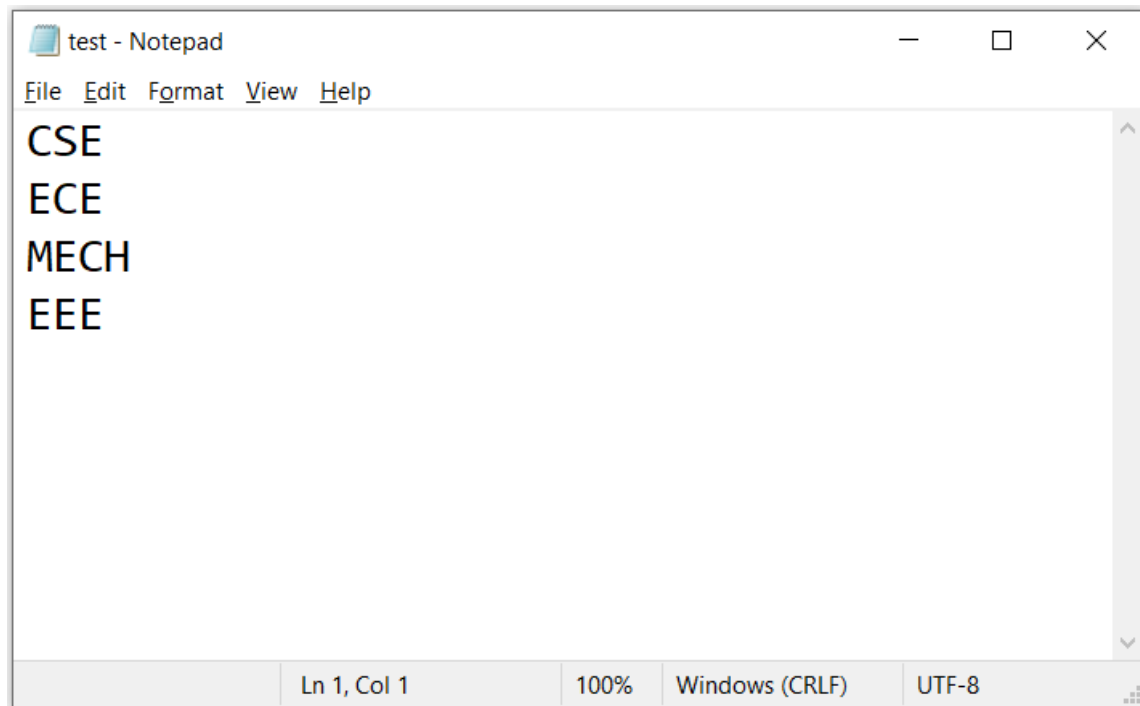 test - Notepad
File Edit Format View Help
CSE
ECE
MECH
EEE
Ln 1, Col 1 100% Windows (CRLF) UTF-8